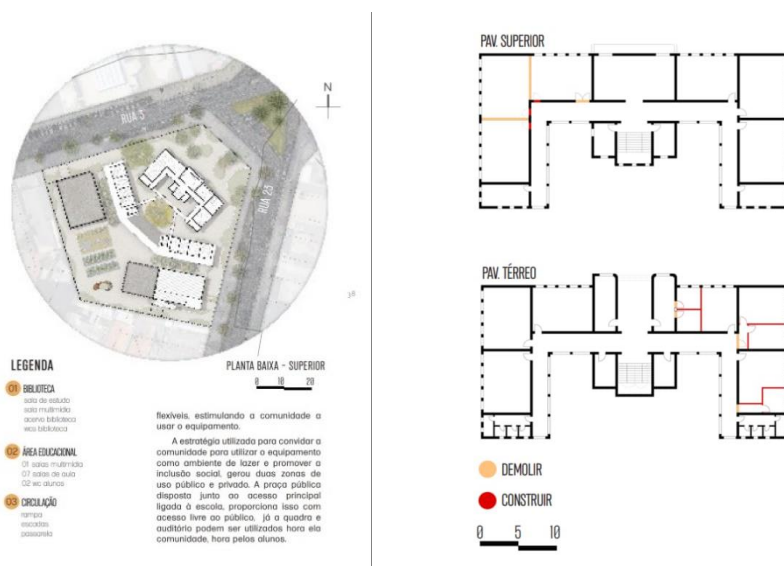 N
RUA 5
RUA 25
38
PLANTA BAIXA - SUPERIOR
0 10 20
LEGENDA
01 BIBLIOTECA
sala de estudo
sala multimídia
acervo biblioteca
wcs biblioteca
02 ÁREA EDUCACIONAL
01 salas multimídia
07 salas de aula
02 wc alunos
03 CIRCULAÇÃO
rampa
escadas
passarela
flexíveis, estimulando a comunidade a
usar o equipamento.
A estratégia utilizada para convidar a
comunidade para utilizar o equipamento
como ambiente de lazer e promover a
inclusão social, gerou duas zonas de
uso público e privado. A praça pública
disposta junto ao acesso principal
ligada à escola, proporciona isso com
acesso livre ao público, já a quadra e
auditório podem ser utilizados hora ela
comunidade, hora pelos alunos.
PAV. SUPERIOR
PAV. TÉRREO
DEMOLIR
CONSTRUIR
0 5 10